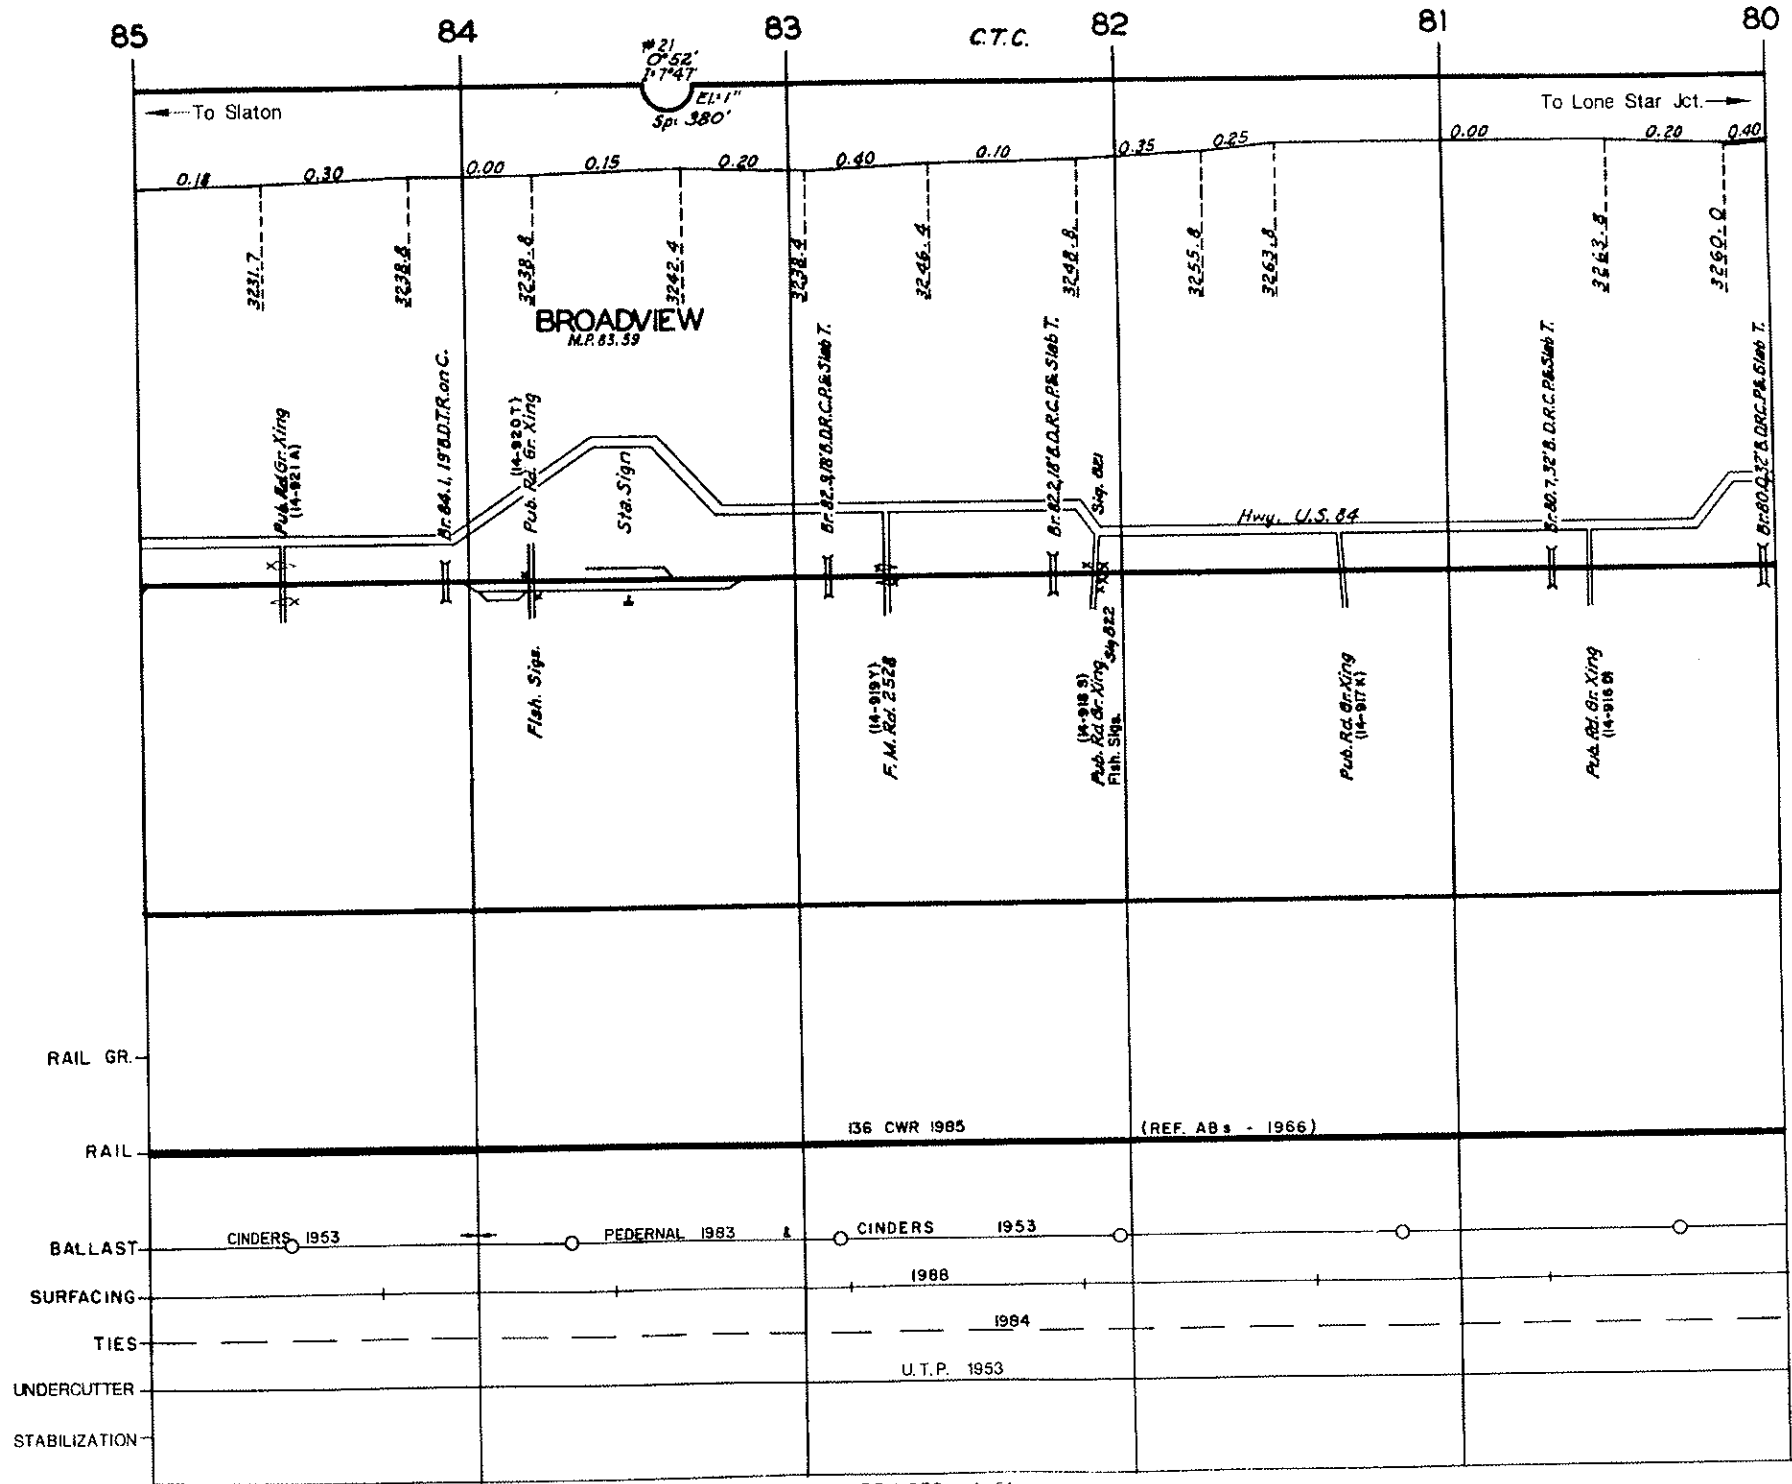 85
84
83
82
81
80
C.T.C.
#21
0°52'
I=7°47'
El=1"
Sp= 380'
To Slaton
To Lone Star Jct.
0.18
0.30
0.00
0.15
0.20
0.40
0.10
0.35
0.25
0.00
0.20
0.40
3231.7
3238.8
3238.8
3242.4
3238.4
3246.4
3248.8
3255.8
3263.8
3263.8
3260.0
BROADVIEW
M.P. 83.59
Pub. Rd. Gr. Xing
(14-921 A)
Br. 84.1, 19' B.D.T.R. on C.
(14-920 T)
Pub. Rd. Gr. Xing
Sta. Sign
Br. 82.9, 18' B.D.R.C.P. & Slab T.
Br. 82.2, 18' B.D.R.C.P. & Slab T.
Sig. 821
Hwy. U.S. 84
Br. 80.7, 32' B.D.R.C.P. & Slab T.
Br. 80.0, 32' B.D.R.C.P. & Slab T.
Flsh. Sigs.
(14-919 Y)
F.M. Rd. 2528
(14-918 S)
Pub. Rd. Gr. Xing
Flsh. Sigs.
Sig 822
Pub. Rd. Gr. Xing
(14-917 K)
Pub. Rd. Gr. Xing
RAIL GR.
RAIL
136 CWR 1985
(REF. ABs - 1966)
BALLAST
CINDERS 1953
PEDERNAL 1983 & CINDERS 1953
SURFACING
1988
TIES
1984
UNDERCUTTER
U.T.P. 1953
STABILIZATION